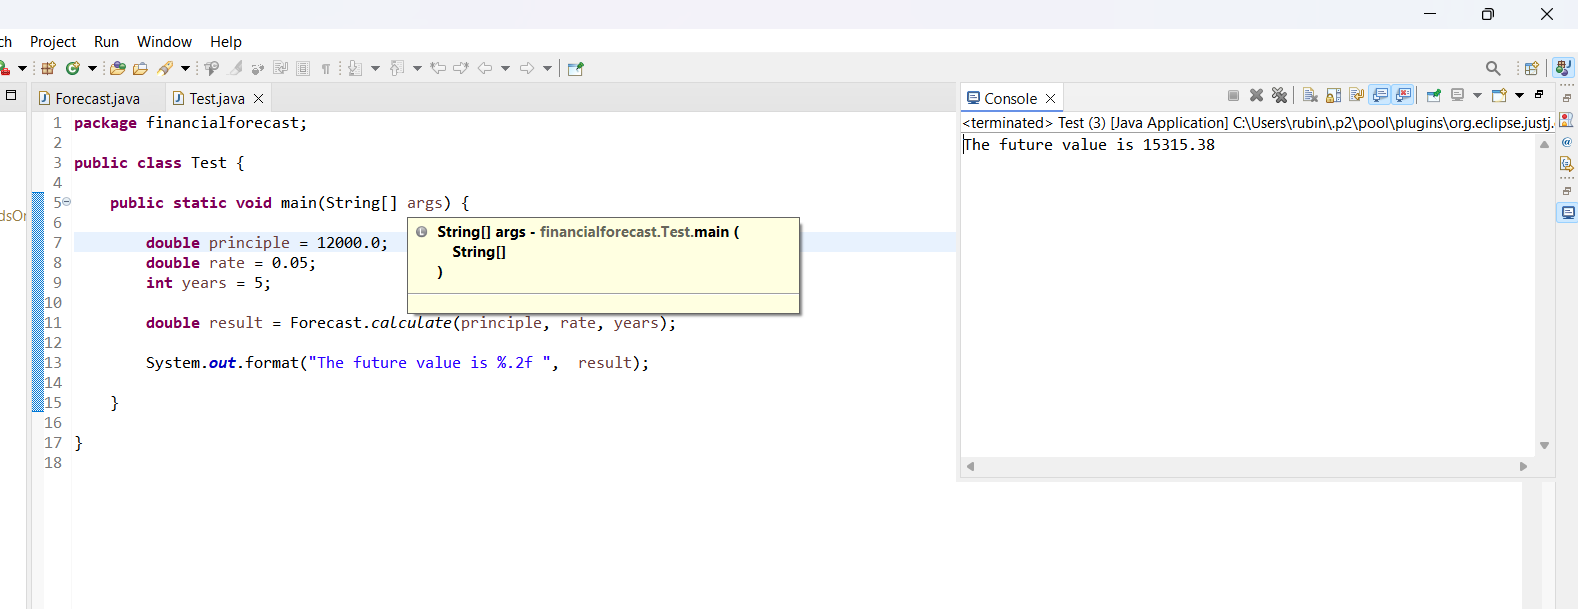 ch Project Run Window Help
Forecast.java Test.java
1 package financialforecast;
2
3 public class Test {
4
5 public static void main(String[] args) {
6
7 double principle = 12000.0;
8 double rate = 0.05;
9 int years = 5;
10
11 double result = Forecast.calculate(principle, rate, years);
12
13 System.out.format("The future value is %.2f ", result);
14
15 }
16
17 }
18
dsOr
String[] args - financialforecast.Test.main (
String[]
)
Console
<terminated> Test (3) [Java Application] C:\Users\rubin\.p2\pool\plugins\org.eclipse.justj.
The future value is 15315.38